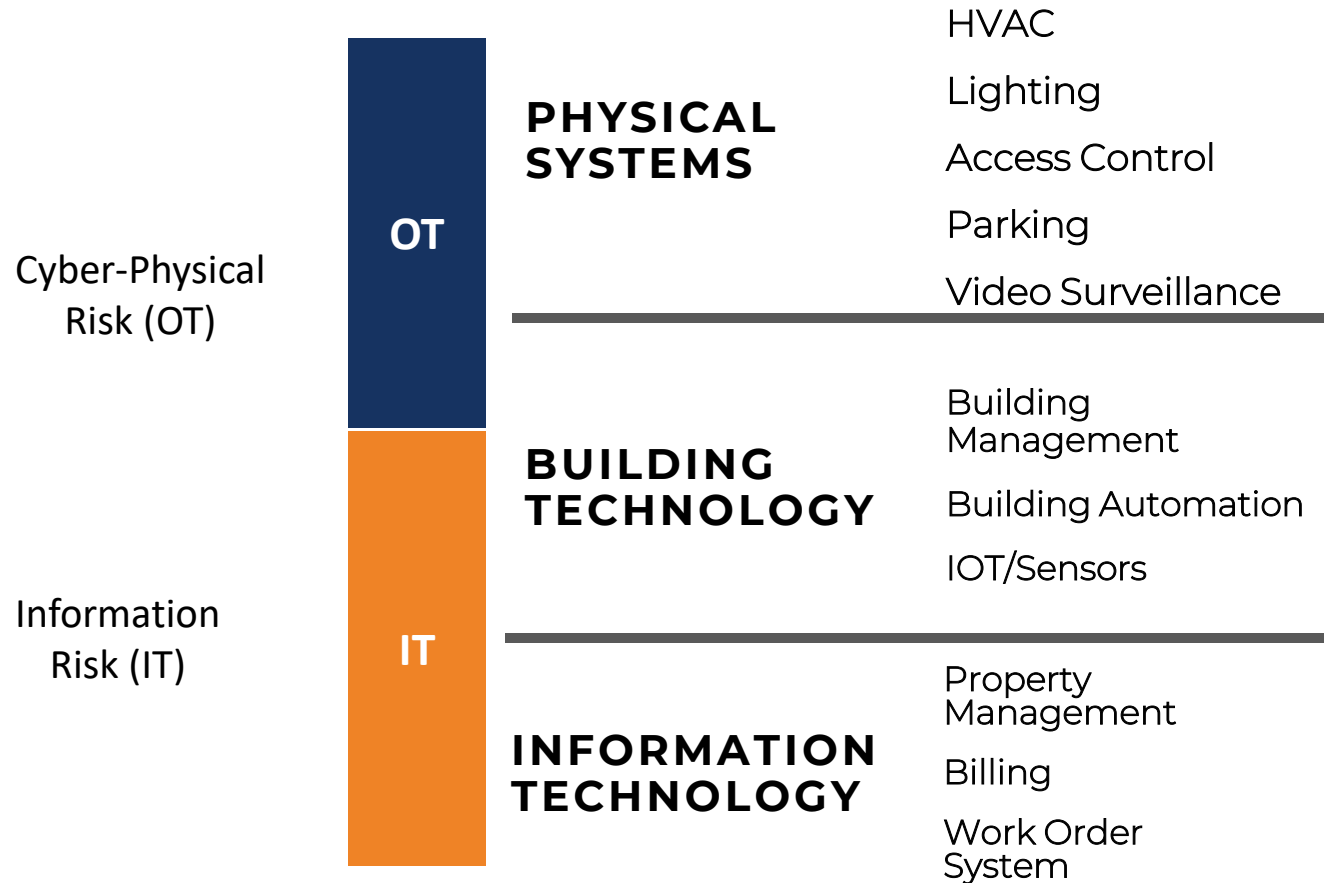 Cyber-Physical
Risk (OT)
Information
Risk (IT)
OT
IT
PHYSICAL
SYSTEMS
HVAC
Lighting
Access Control
Parking
Video Surveillance
BUILDING
TECHNOLOGY
Building
Management
Building Automation
IOT/Sensors
INFORMATION
TECHNOLOGY
Property
Management
Billing
Work Order
System